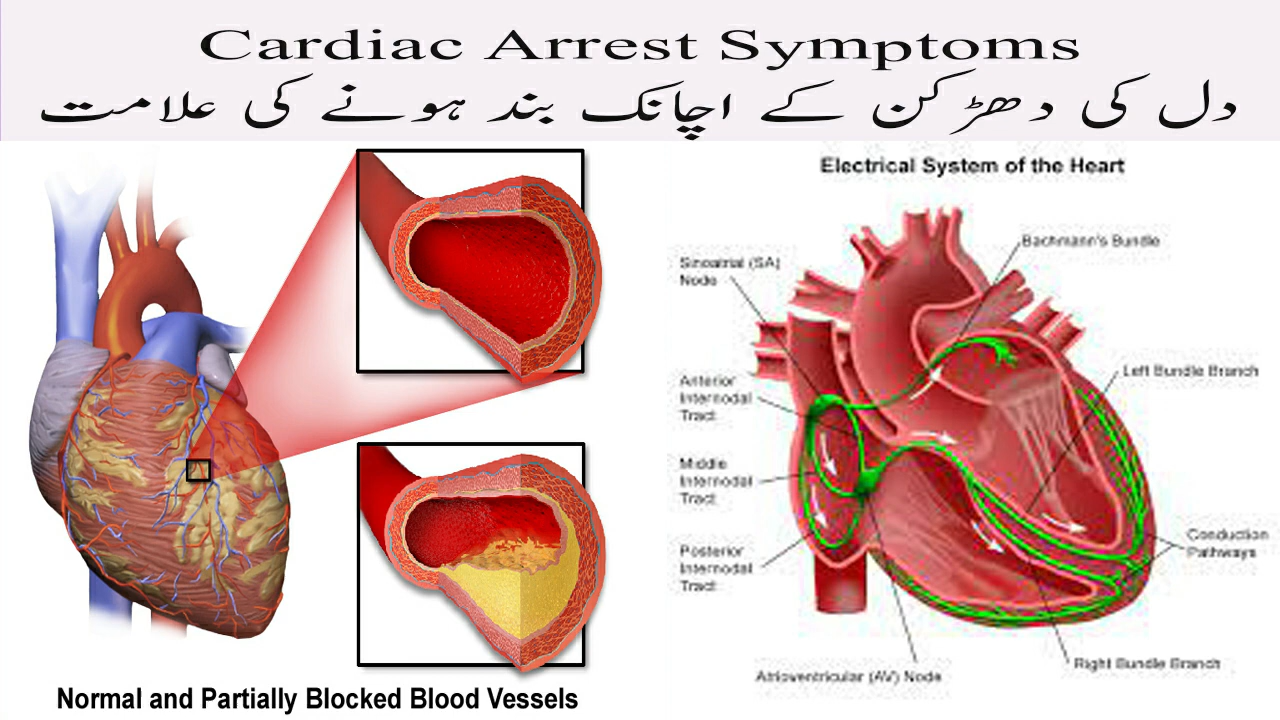 Cardiac Arrest Symptoms
دل کی دھڑکن کے اچانک بند ہونے کی علامت
Normal and Partially Blocked Blood Vessels
Electrical System of the Heart
Bachmann's Bundle
Sinoatrial (SA)
Node
Left Bundle Branch
Anterior
Internodal
Tract
Middle
Internodal
Tract
Conduction
Pathways
Posterior
Internodal
Tract
Right Bundle Branch
Atrioventricular (AV) Node